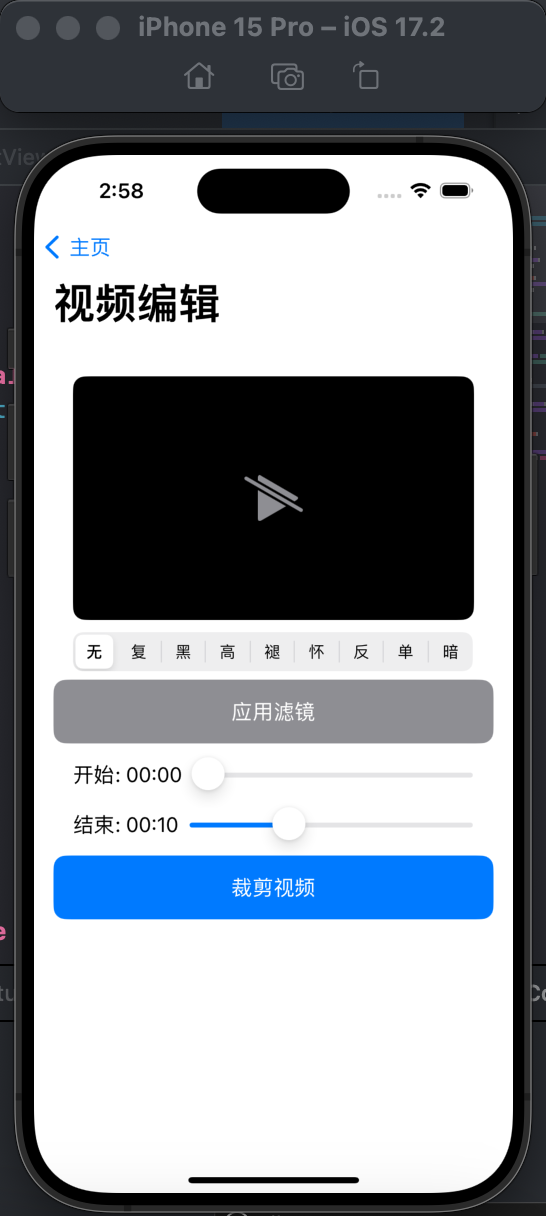 iPhone 15 Pro – iOS 17.2
2:58
主页
视频编辑
无 复 黑 高 褪 怀 反 单 暗
应用滤镜
开始: 00:00
结束: 00:10
裁剪视频